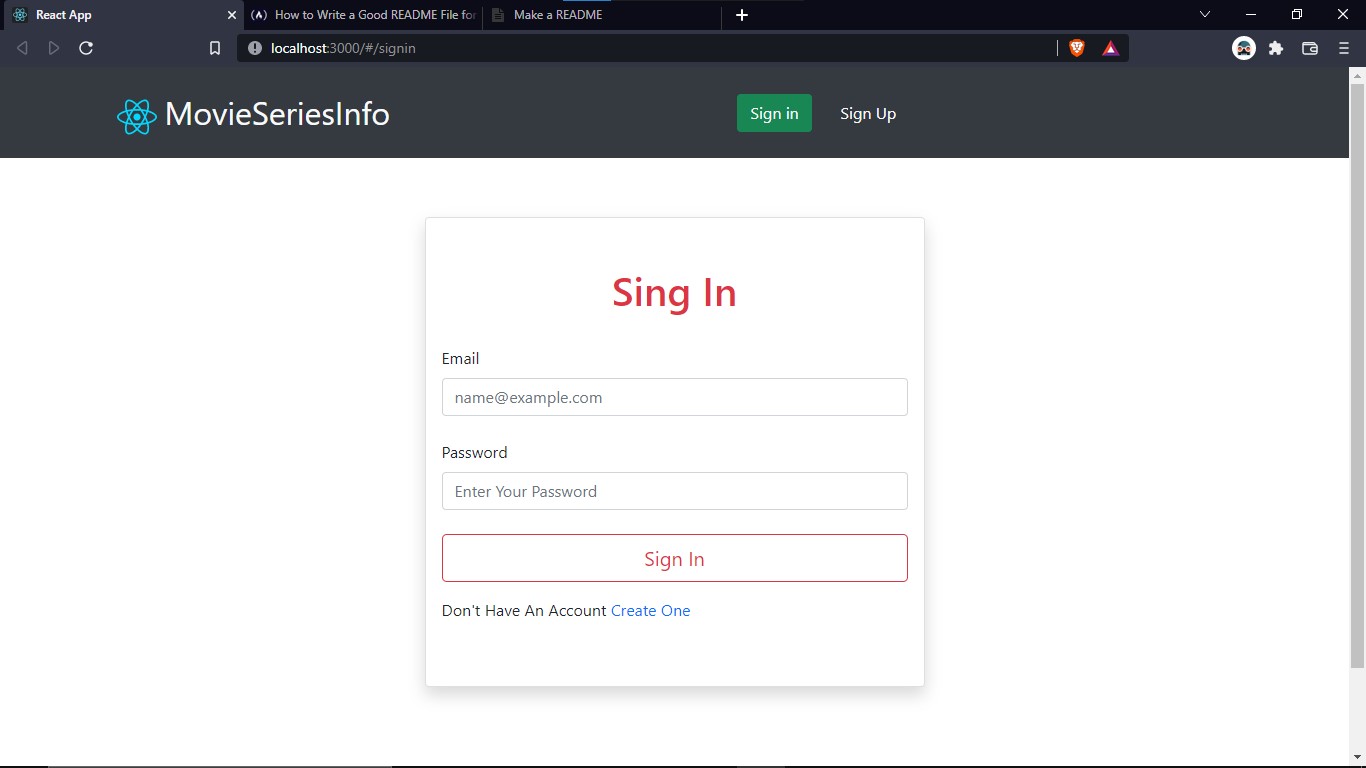 React App
How to Write a Good README File for
Make a README
localhost:3000/#/signin
MovieSeriesInfo
Sign in
Sign Up
Sing In
Email
name@example.com
Password
Enter Your Password
Sign In
Don't Have An Account Create One